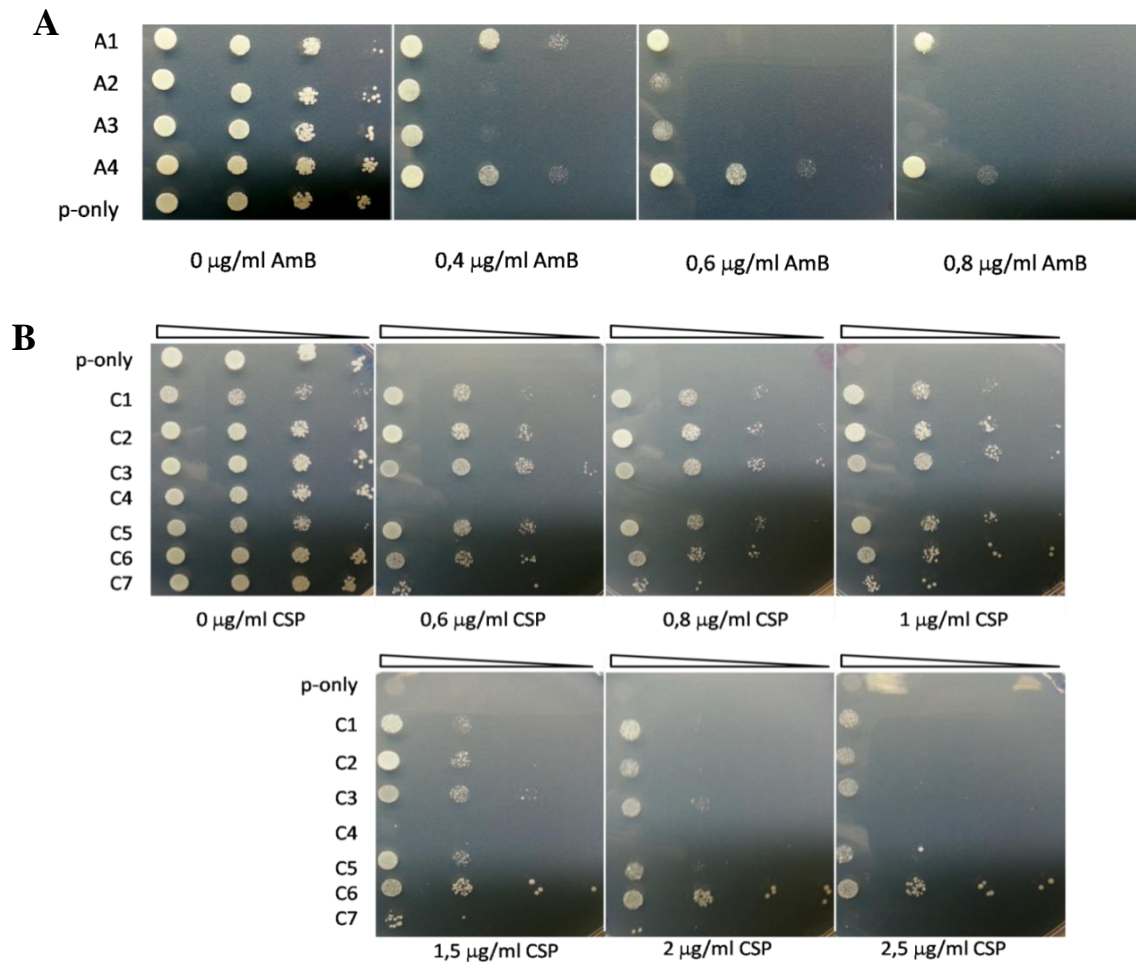 A
A1
A2
A3
A4
p-only
0 µg/ml AmB
0,4 µg/ml AmB
0,6 µg/ml AmB
0,8 µg/ml AmB
B
p-only
C1
C2
C3
C4
C5
C6
C7
0 µg/ml CSP
0,6 µg/ml CSP
0,8 µg/ml CSP
1 µg/ml CSP
p-only
C1
C2
C3
C4
C5
C6
C7
1,5 µg/ml CSP
2 µg/ml CSP
2,5 µg/ml CSP